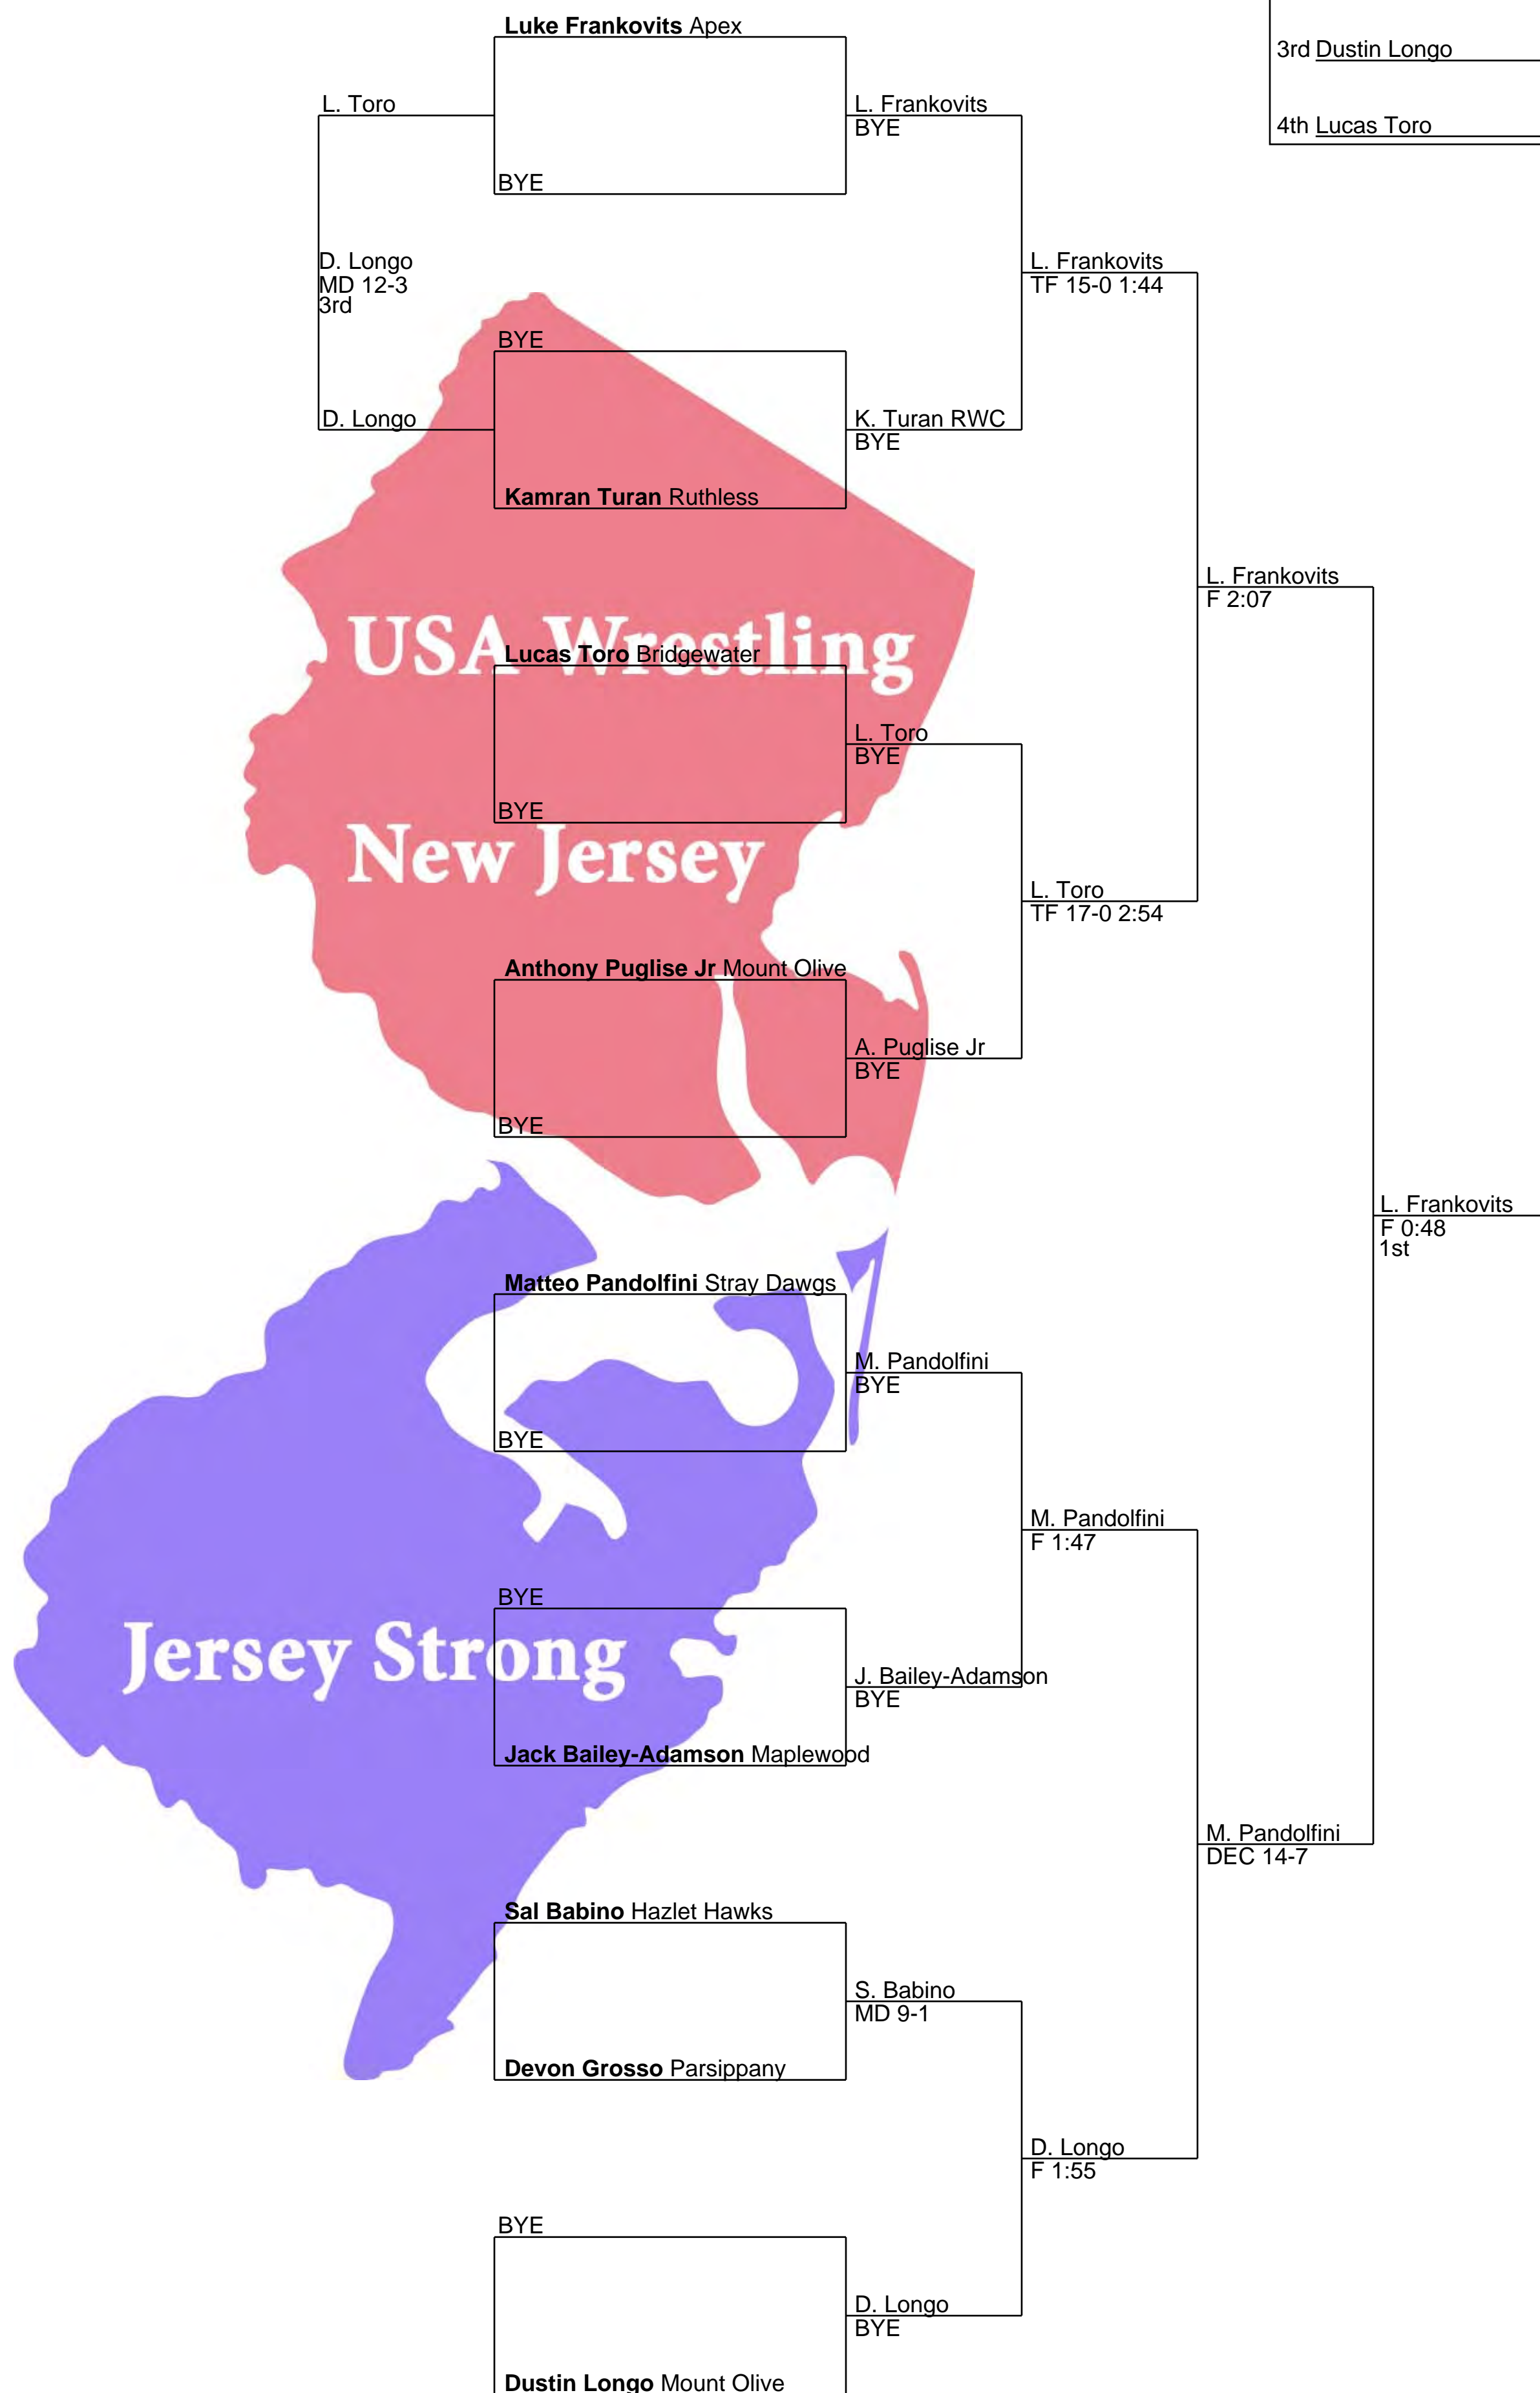 Luke Frankovits Apex
3rd Dustin Longo
L. Toro
L. Frankovits
BYE
4th Lucas Toro
BYE
D. Longo
MD 12-3
3rd
L. Frankovits
TF 15-0 1:44
BYE
D. Longo
K. Turan RWC
BYE
Kamran Turan Ruthless
L. Frankovits
F 2:07
USA Wrestling
Lucas Toro Bridgewater
L. Toro
BYE
BYE
New Jersey
L. Toro
TF 17-0 2:54
Anthony Puglise Jr Mount Olive
A. Puglise Jr
BYE
BYE
L. Frankovits
F 0:48
1st
Matteo Pandolfini Stray Dawgs
M. Pandolfini
BYE
BYE
M. Pandolfini
F 1:47
BYE
Jersey Strong
J. Bailey-Adamson
BYE
Jack Bailey-Adamson Maplewood
M. Pandolfini
DEC 14-7
Sal Babino Hazlet Hawks
S. Babino
MD 9-1
Devon Grosso Parsippany
D. Longo
F 1:55
BYE
D. Longo
BYE
Dustin Longo Mount Olive